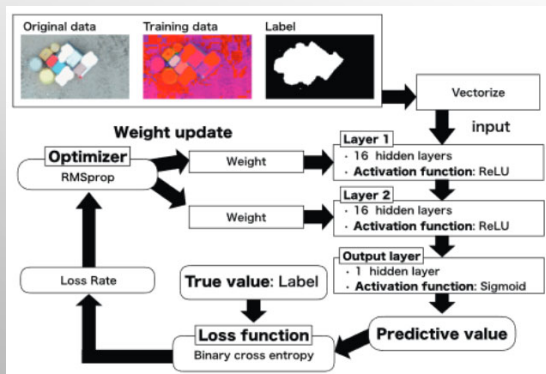 Original data
Training data
Label
Vectorize
input
Weight update
Optimizer
RMSprop
Weight
Layer 1
· 16 hidden layers
· Activation function: ReLU
Weight
Layer 2
· 16 hidden layers
· Activation function: ReLU
Output layer
· 1 hidden layer
· Activation function: Sigmoid
Loss Rate
True value: Label
Loss function
Binary cross entropy
Predictive value